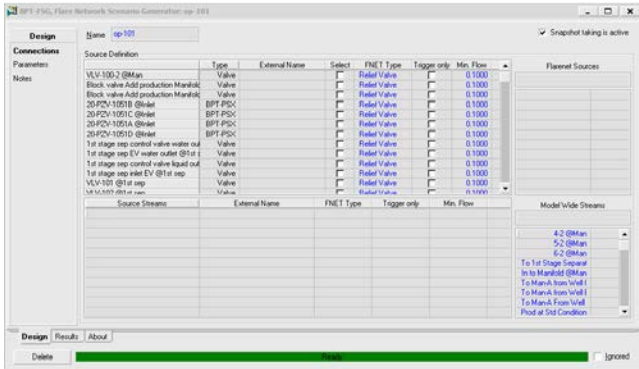 BPT-FSG, Flare Network Scenario Generator: op-101
Design
Name op-101
Snapshot taking is active
Connections
Parameters
Notes
Source Definition
Type External Name Select FNET Type Trigger only Min. Flow
VLV-100-2 @Man Valve Relief Valve 0.1000
Block valve Add production Manifold Valve Relief Valve 0.1000
Block valve Add production Manifold Valve Relief Valve 0.1000
20-PZV-1051B @Inlet BPT-PSX Relief Valve 0.1000
20-PZV-1051C @Inlet BPT-PSX Relief Valve 0.1000
20-PZV-1051A @Inlet BPT-PSX Relief Valve 0.1000
20-PZV-1051D @Inlet BPT-PSX Relief Valve 0.1000
1st stage sep control valve water out Valve Relief Valve 0.1000
1st stage sep EV water outlet @1st s Valve Relief Valve 0.1000
1st stage sep control valve liquid out Valve Relief Valve 0.1000
1st stage sep inlet EV @1st sep Valve Relief Valve 0.1000
VLV-101 @1st sep Valve Relief Valve 0.1000
VLV-102 @1st sep Valve Relief Valve 0.1000
Flarenet Sources
Source Streams External Name FNET Type Trigger only Min. Flow
Model Wide Streams
4-2 @Man
5-2 @Man
6-2 @Man
To 1st Stage Separat
In to Manifold @Man
To Man-A from Well
To Man-A from Well
To Man-A From Well
Prod at Std Condition
Design Results About
Delete
Ready
Ignored